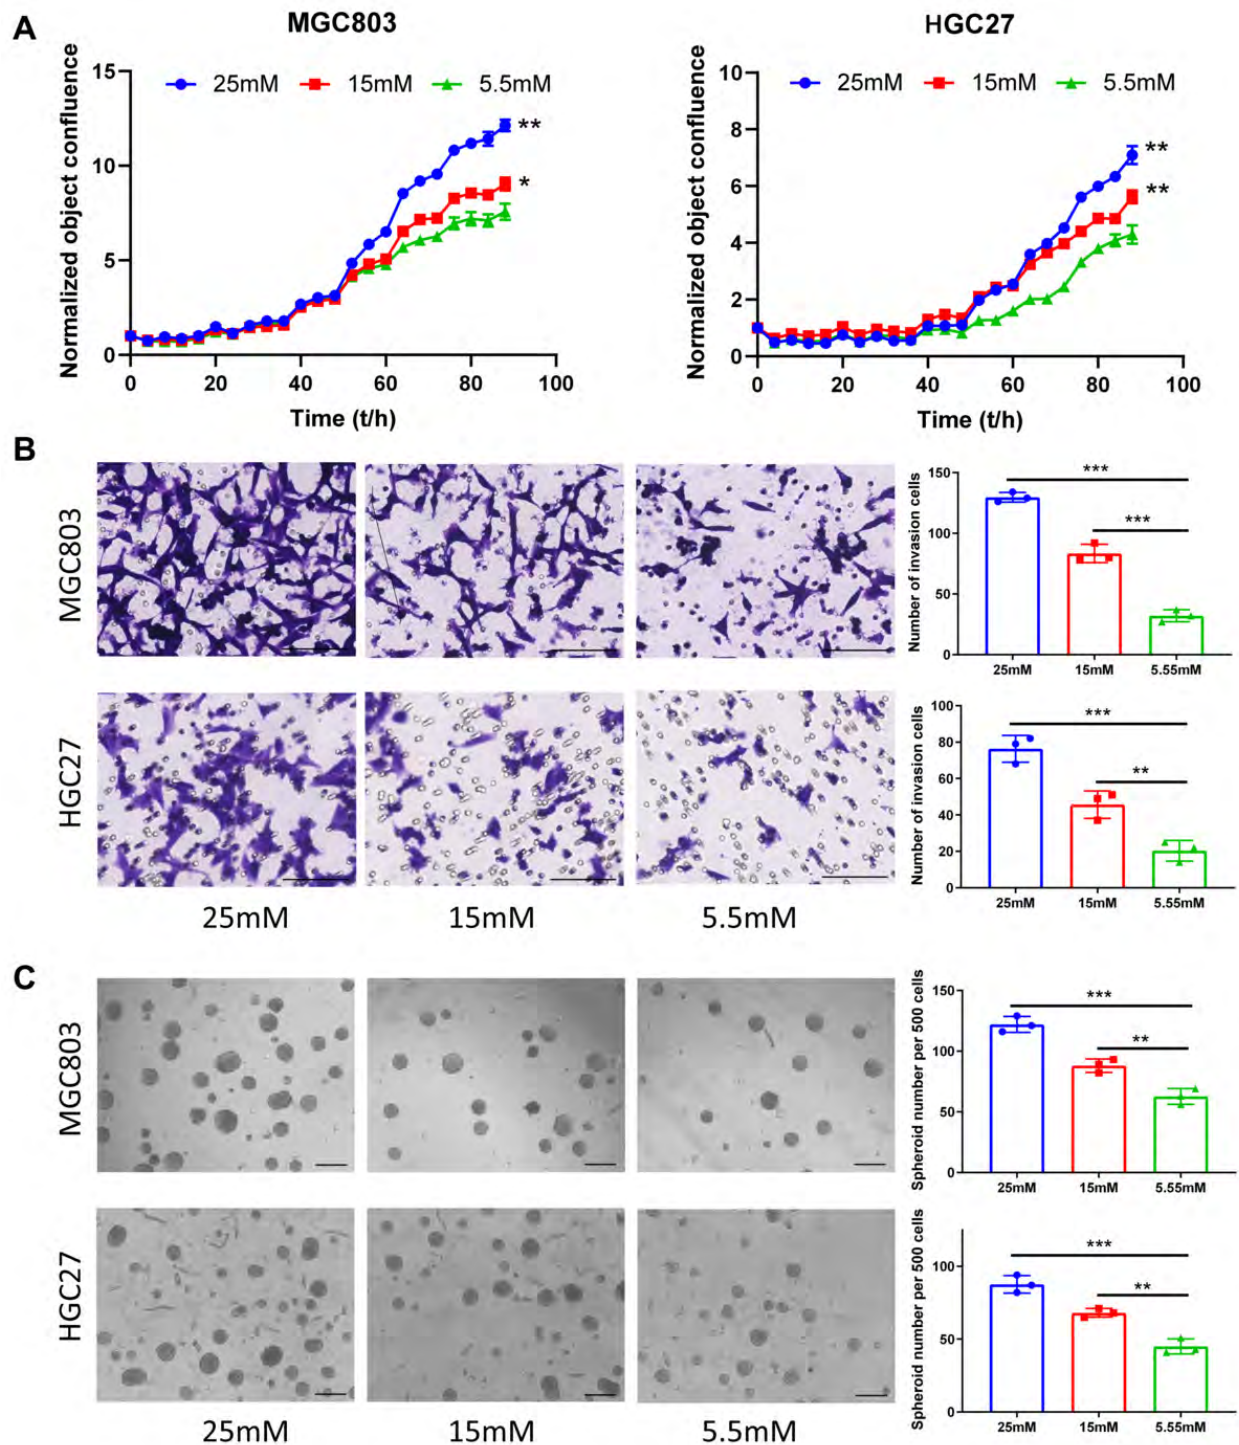 A
MGC803
HGC27
Normalized object confluence
15
10
5
0
25mM
15mM
5.5mM
**
*
0
20
40
60
80
100
Time (t/h)
Normalized object confluence
10
8
6
4
2
0
25mM
15mM
5.5mM
**
**
0
20
40
60
80
100
Time (t/h)
B
MGC803
Number of invasion cells
150
100
50
0
***
***
25mM
15mM
5.55mM
HGC27
Number of invasion cells
100
80
60
40
20
0
***
**
25mM
15mM
5.55mM
25mM
15mM
5.5mM
C
MGC803
Spheroid number per 500 cells
150
100
50
0
***
**
25mM
15mM
5.55mM
HGC27
Spheroid number per 500 cells
100
50
0
***
**
25mM
15mM
5.55mM
25mM
15mM
5.5mM